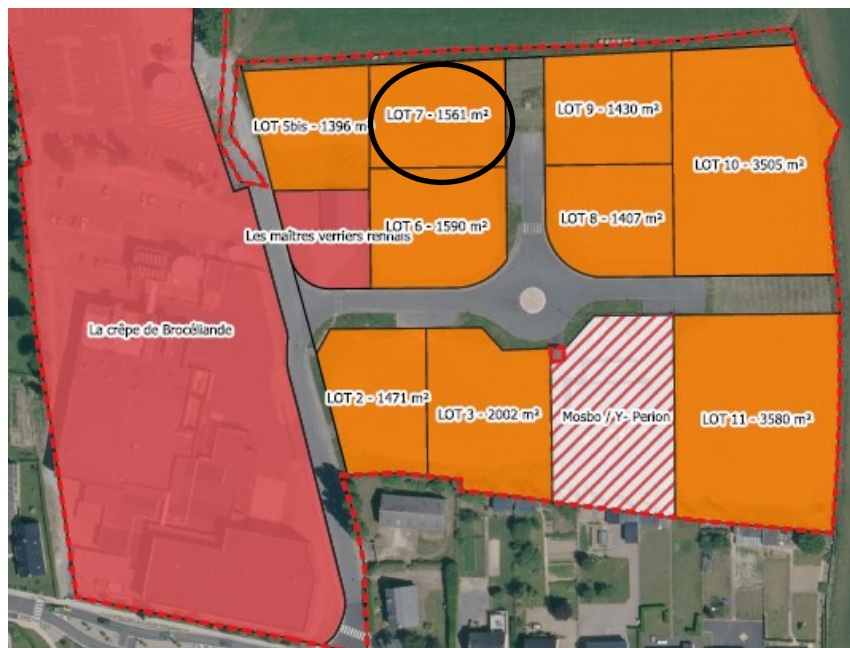 LOT 7 - 1561 m²
LOT 9 - 1430 m²
LOT 5bis - 1396 m
LOT 10 - 3505 m²
LOT 6 - 1590 m²
LOT 8 - 1407 m²
Les maîtres verriers rennais
La crêpe de Brocéliande
LOT 2 - 1471 m²
LOT 3 - 2002 m²
Mosbo / Y- Perion
LOT 11 - 3580 m²